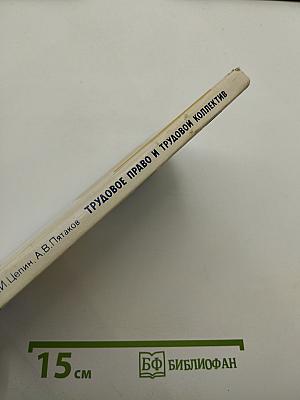 И.Цепин, А.В.Пятаков ТРУДОВОЕ ПРАВО И ТРУДОВОЙ КОЛЛЕКТИВ
15 см
БФ БИБЛИОФАН